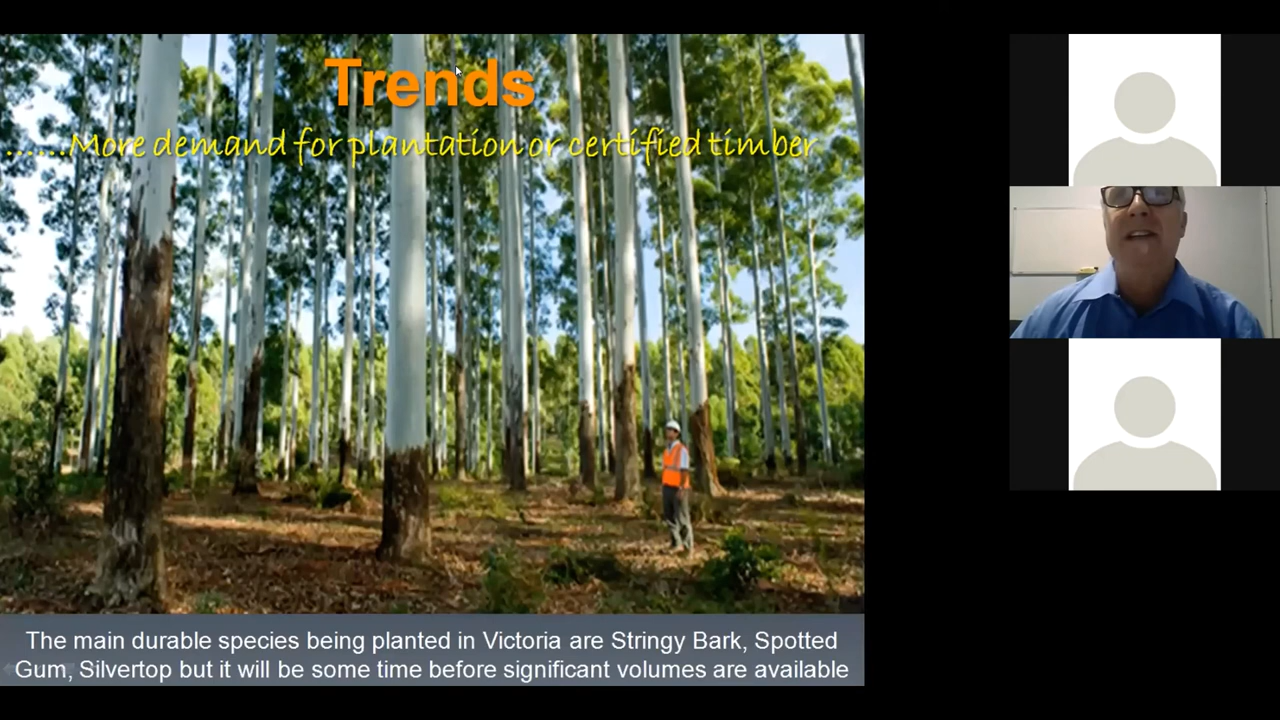 Trends
......More demand for plantation or certified timber
The main durable species being planted in Victoria are Stringy Bark, Spotted
Gum, Silvertop but it will be some time before significant volumes are available